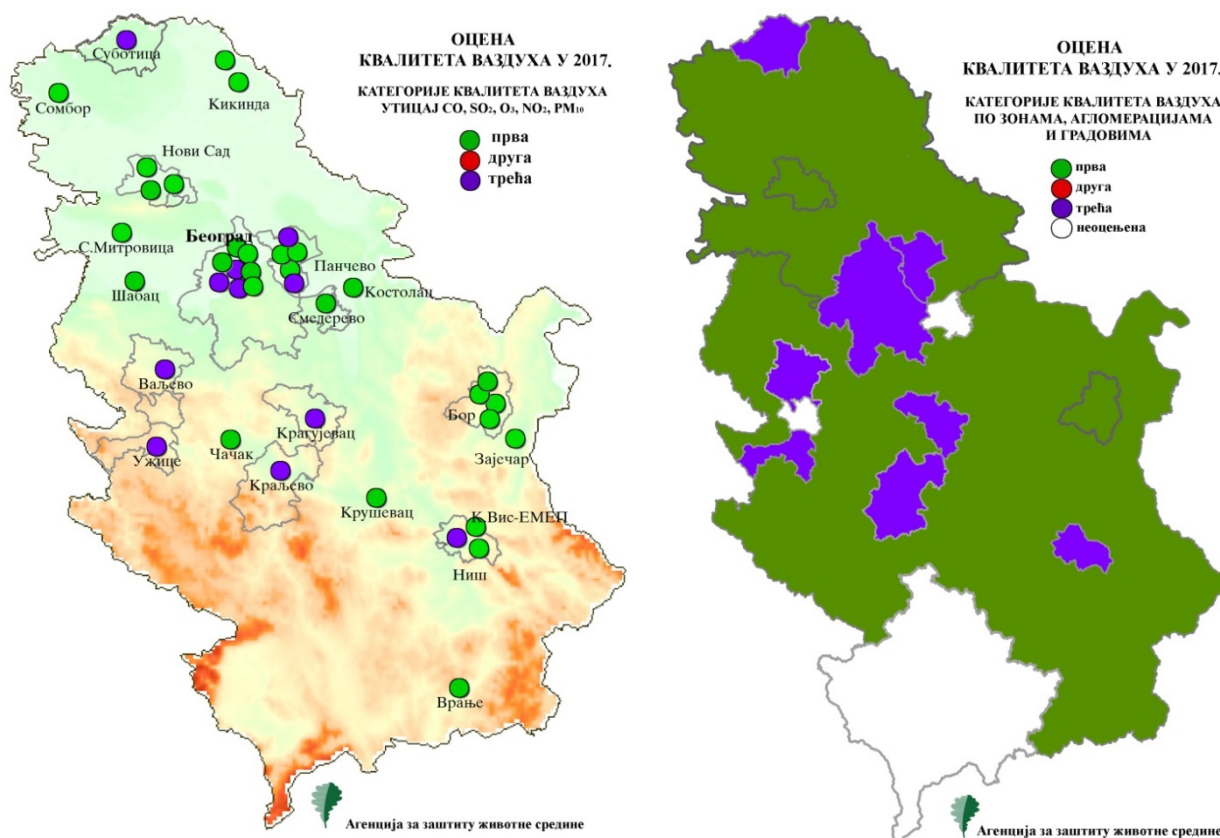 ОЦЕНА
КВАЛИТЕТА ВАЗДУХА У 2017.
КАТЕГОРИЈЕ КВАЛИТЕТА ВАЗДУХА
УТИЦАЈ CO, SO2, O3, NO2, PM10
прва
друга
трећа
Суботица
Кикинда
Сомбор
Нови Сад
С.Митровица
Београд
Панчево
Шабац
Костолац
Смедерево
Ваљево
Бор
Крагујевац
Ужице
Чачак
Зајечар
Краљево
Крушевац
К.Вис-ЕМЕП
Ниш
Врање
Агенција за заштиту животне средине
ОЦЕНА
КВАЛИТЕТА ВАЗДУХА У 2017.
КАТЕГОРИЈЕ КВАЛИТЕТА ВАЗДУХА
ПО ЗОНАМА, АГЛОМЕРАЦИЈАМА
И ГРАДОВИМА
прва
друга
трећа
неоцењена
Агенција за заштиту животне средине